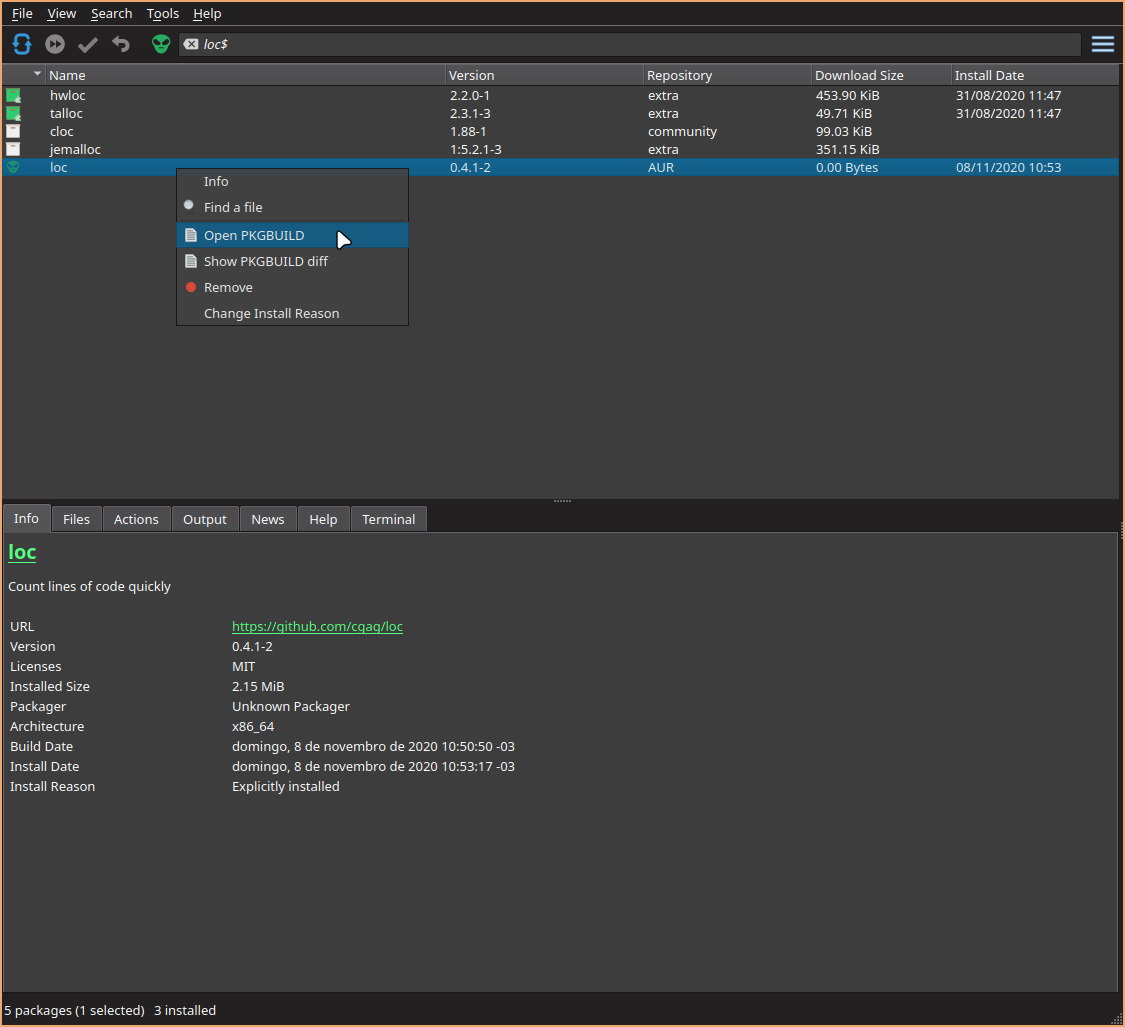 File View Search Tools Help
loc$
Name Version Repository Download Size Install Date
hwloc 2.2.0-1 extra 453.90 KiB 31/08/2020 11:47
talloc 2.3.1-3 extra 49.71 KiB 31/08/2020 11:47
cloc 1.88-1 community 99.03 KiB
jemalloc 1:5.2.1-3 extra 351.15 KiB
loc 0.4.1-2 AUR 0.00 Bytes 08/11/2020 10:53
Info
Find a file
Open PKGBUILD
Show PKGBUILD diff
Remove
Change Install Reason
Info Files Actions Output News Help Terminal
loc
Count lines of code quickly
URL https://github.com/cgag/loc
Version 0.4.1-2
Licenses MIT
Installed Size 2.15 MiB
Packager Unknown Packager
Architecture x86_64
Build Date domingo, 8 de novembro de 2020 10:50:50 -03
Install Date domingo, 8 de novembro de 2020 10:53:17 -03
Install Reason Explicitly installed
5 packages (1 selected) 3 installed